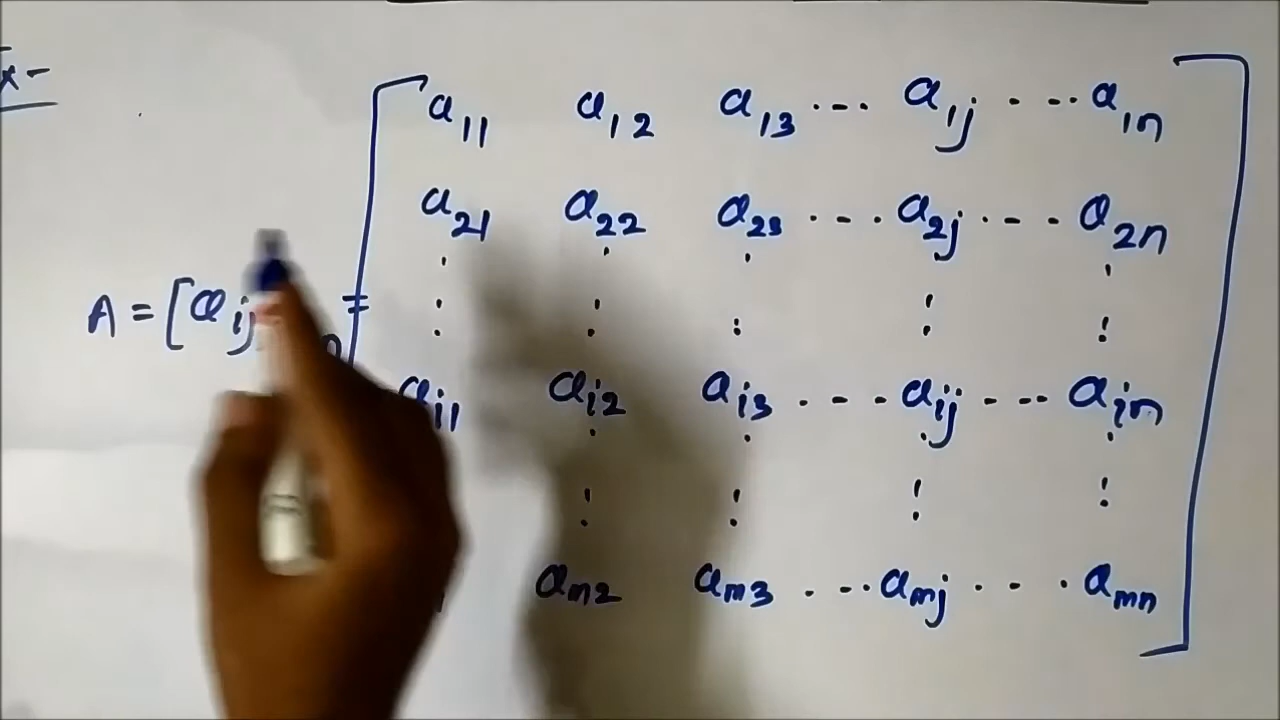 x-
a11 a12 a13 ... a1j ... a1n
a21 a22 a23 ... a2j ... a2n
A = [aij n =
ai1 ai2 ai3 ... aij ... ain
am2 am3 ... amj ... amn